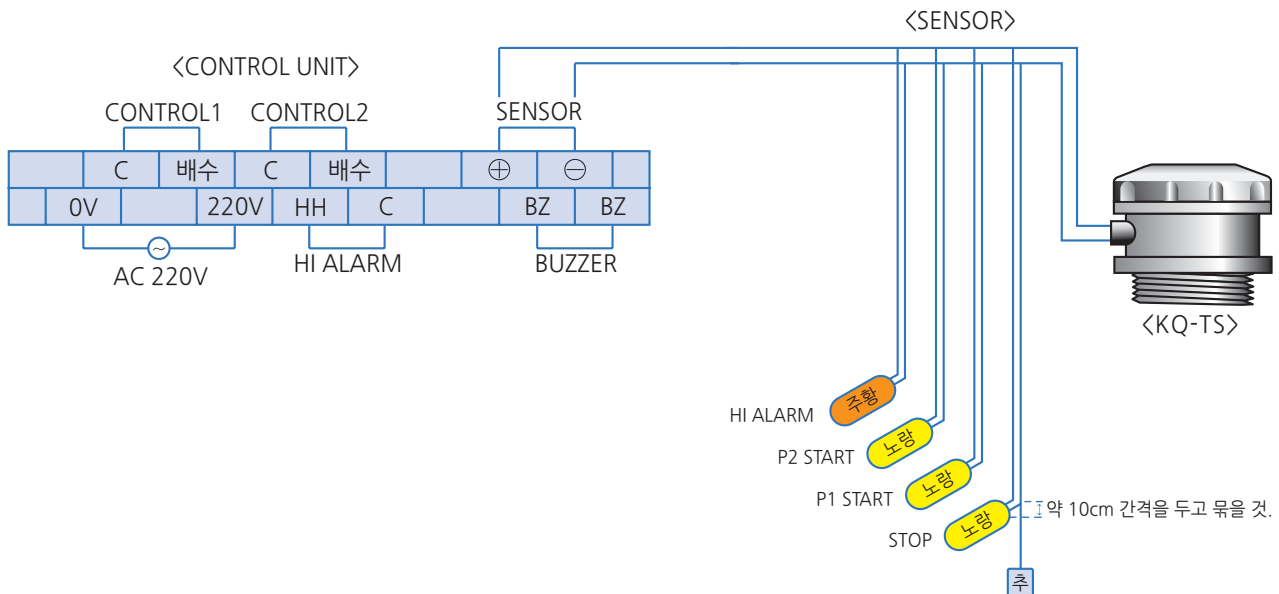 <SENSOR>
<CONTROL UNIT>
CONTROL1 CONTROL2 SENSOR
C 배수 C 배수 ⊕ ⊖
0V 220V HH C BZ BZ
AC 220V HI ALARM BUZZER
<KQ-TS>
HI ALARM 주황
P2 START 노랑
P1 START 노랑
STOP 노랑 약 10cm 간격을 두고 묶을 것.
추